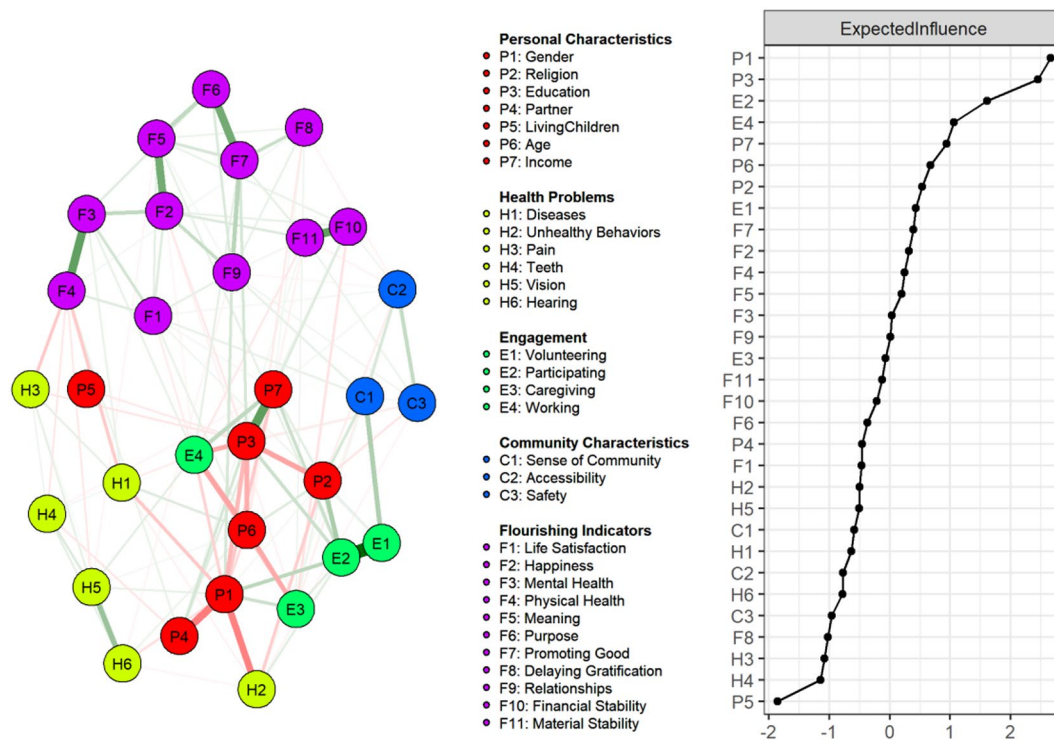 F6
F8
F5
F7
F3
F2
F10
F11
F9
F4
C2
F1
H3
P5
P7
C1
C3
P3
E4
H1
P2
H4
P6
E1
E2
H5
P1
E3
P4
H6
H2
Personal Characteristics
P1: Gender
P2: Religion
P3: Education
P4: Partner
P5: LivingChildren
P6: Age
P7: Income
Health Problems
H1: Diseases
H2: Unhealthy Behaviors
H3: Pain
H4: Teeth
H5: Vision
H6: Hearing
Engagement
E1: Volunteering
E2: Participating
E3: Caregiving
E4: Working
Community Characteristics
C1: Sense of Community
C2: Accessibility
C3: Safety
Flourishing Indicators
F1: Life Satisfaction
F2: Happiness
F3: Mental Health
F4: Physical Health
F5: Meaning
F6: Purpose
F7: Promoting Good
F8: Delaying Gratification
F9: Relationships
F10: Financial Stability
F11: Material Stability
ExpectedInfluence
P1
P3
E2
E4
P7
P6
P2
E1
F7
F2
F4
F5
F3
F9
E3
F11
F10
F6
P4
F1
H2
H5
C1
H1
C2
H6
C3
F8
H3
H4
P5
-2 -1 0 1 2